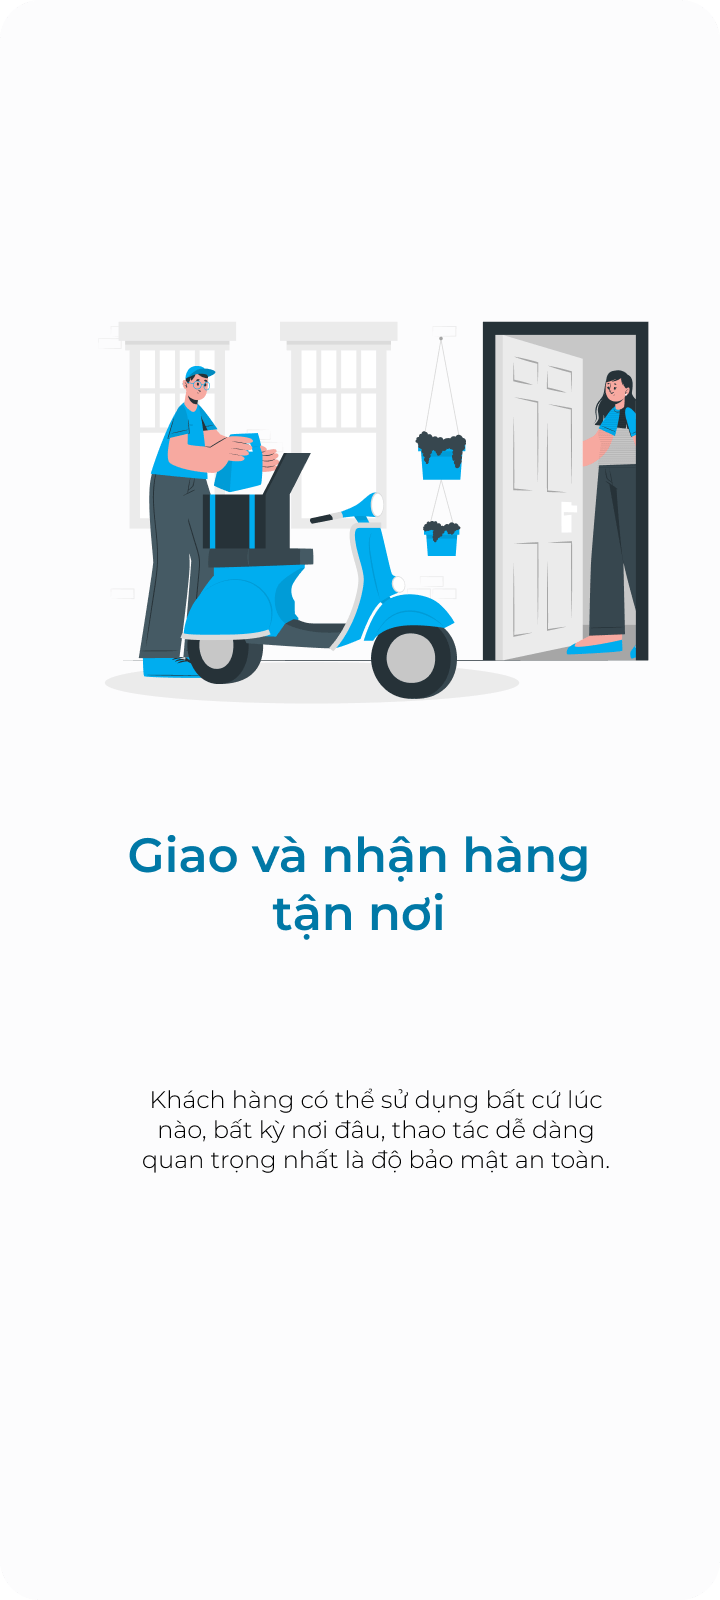 Giao và nhận hàng
tận nơi
Khách hàng có thể sử dụng bất cứ lúc
nào, bất kỳ nơi đâu, thao tác dễ dàng
quan trọng nhất là độ bảo mật an toàn.